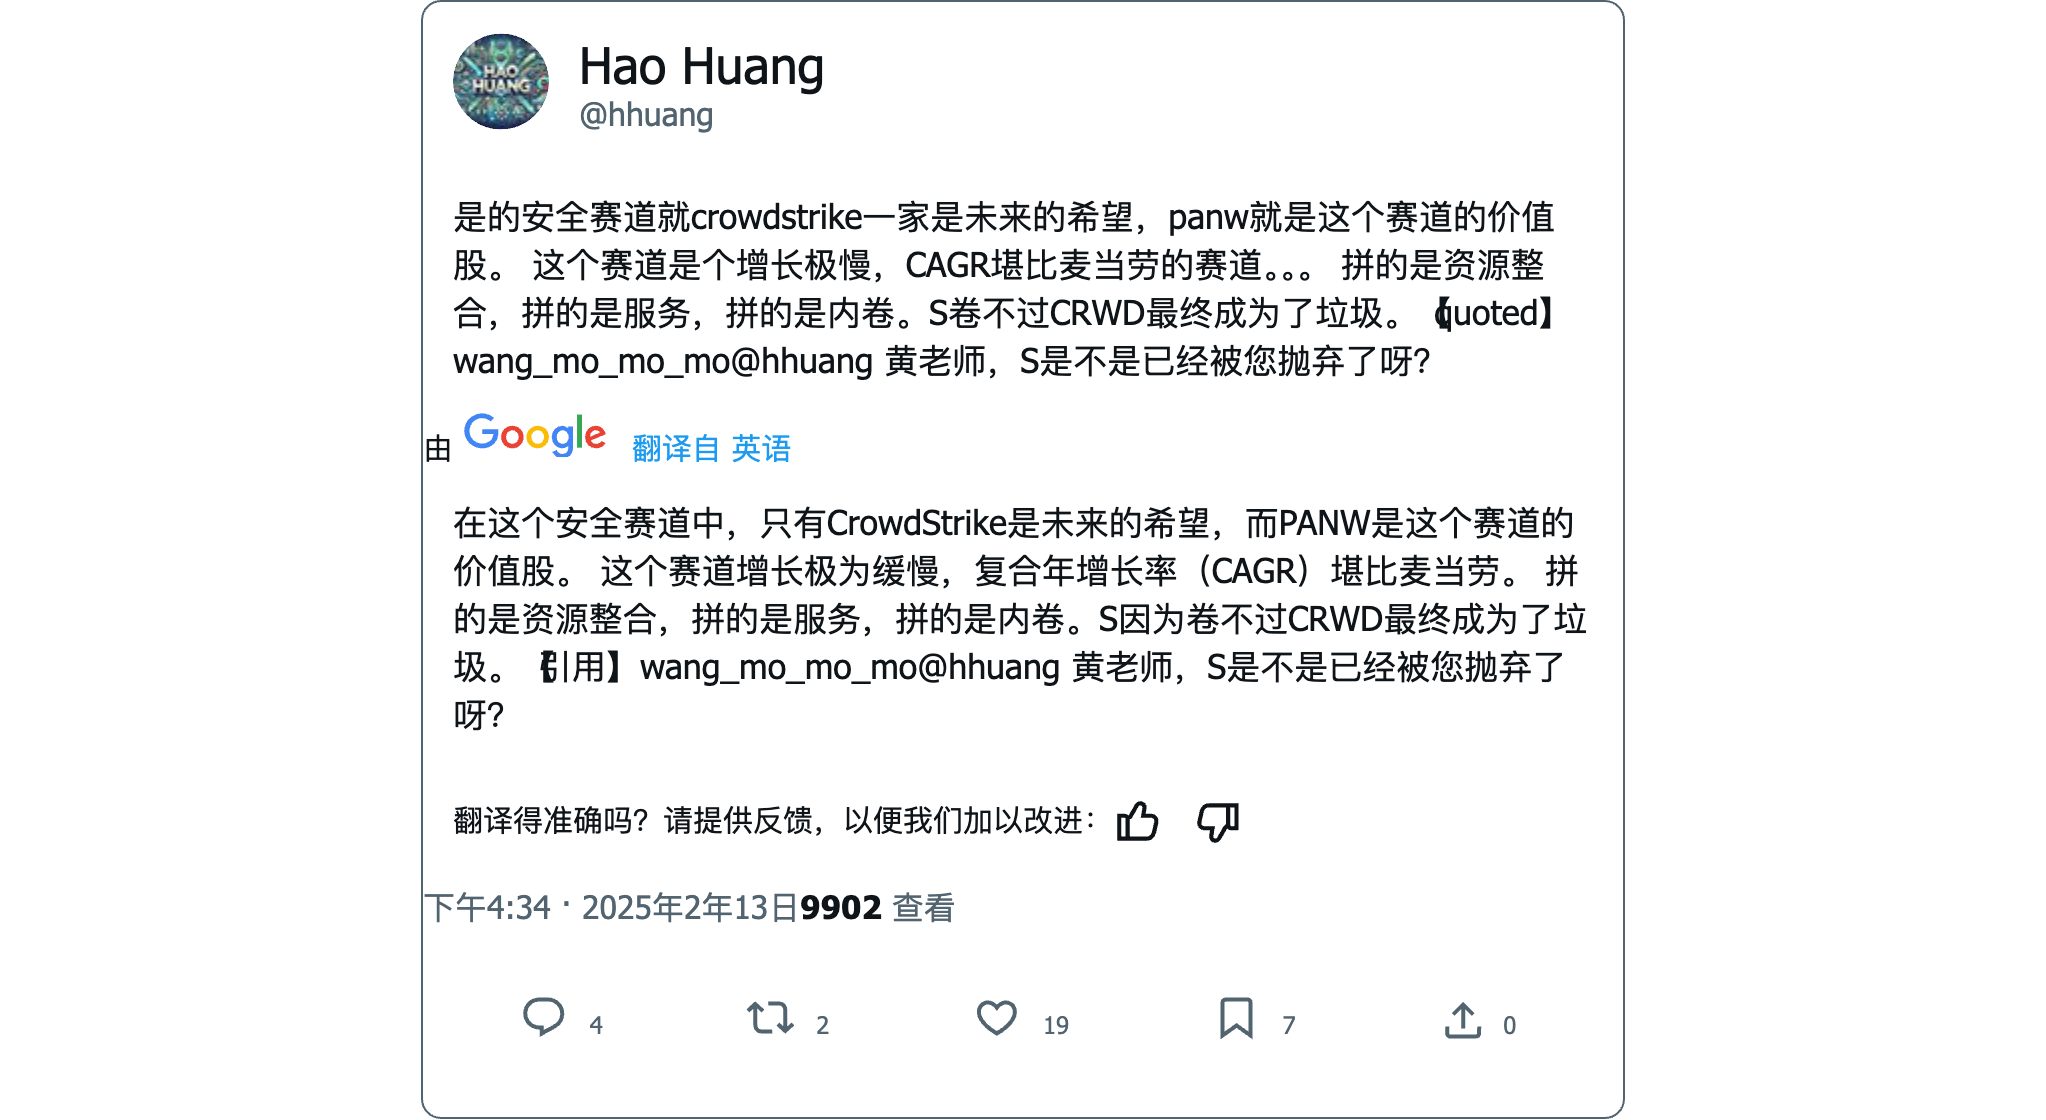 HAO
HUANG
Hao Huang
@hhuang
是的安全赛道就crowdstrike一家是未来的希望，panw就是这个赛道的价值
股。 这个赛道是个增长极慢，CAGR堪比麦当劳的赛道。。。 拼的是资源整
合，拼的是服务，拼的是内卷。S卷不过CRWD最终成为了垃圾。【quoted】
wang_mo_mo_mo@hhuang 黄老师，S是不是已经被您抛弃了呀？
由 Google 翻译自 英语
在这个安全赛道中，只有CrowdStrike是未来的希望，而PANW是这个赛道的
价值股。 这个赛道增长极为缓慢，复合年增长率（CAGR）堪比麦当劳。 拼
的是资源整合，拼的是服务，拼的是内卷。S因为卷不过CRWD最终成为了垃
圾。【引用】wang_mo_mo_mo@hhuang 黄老师，S是不是已经被您抛弃了
呀？
翻译得准确吗？请提供反馈，以便我们加以改进：
下午4:34 · 2025年2年13日9902 查看
4 2 19 7 0